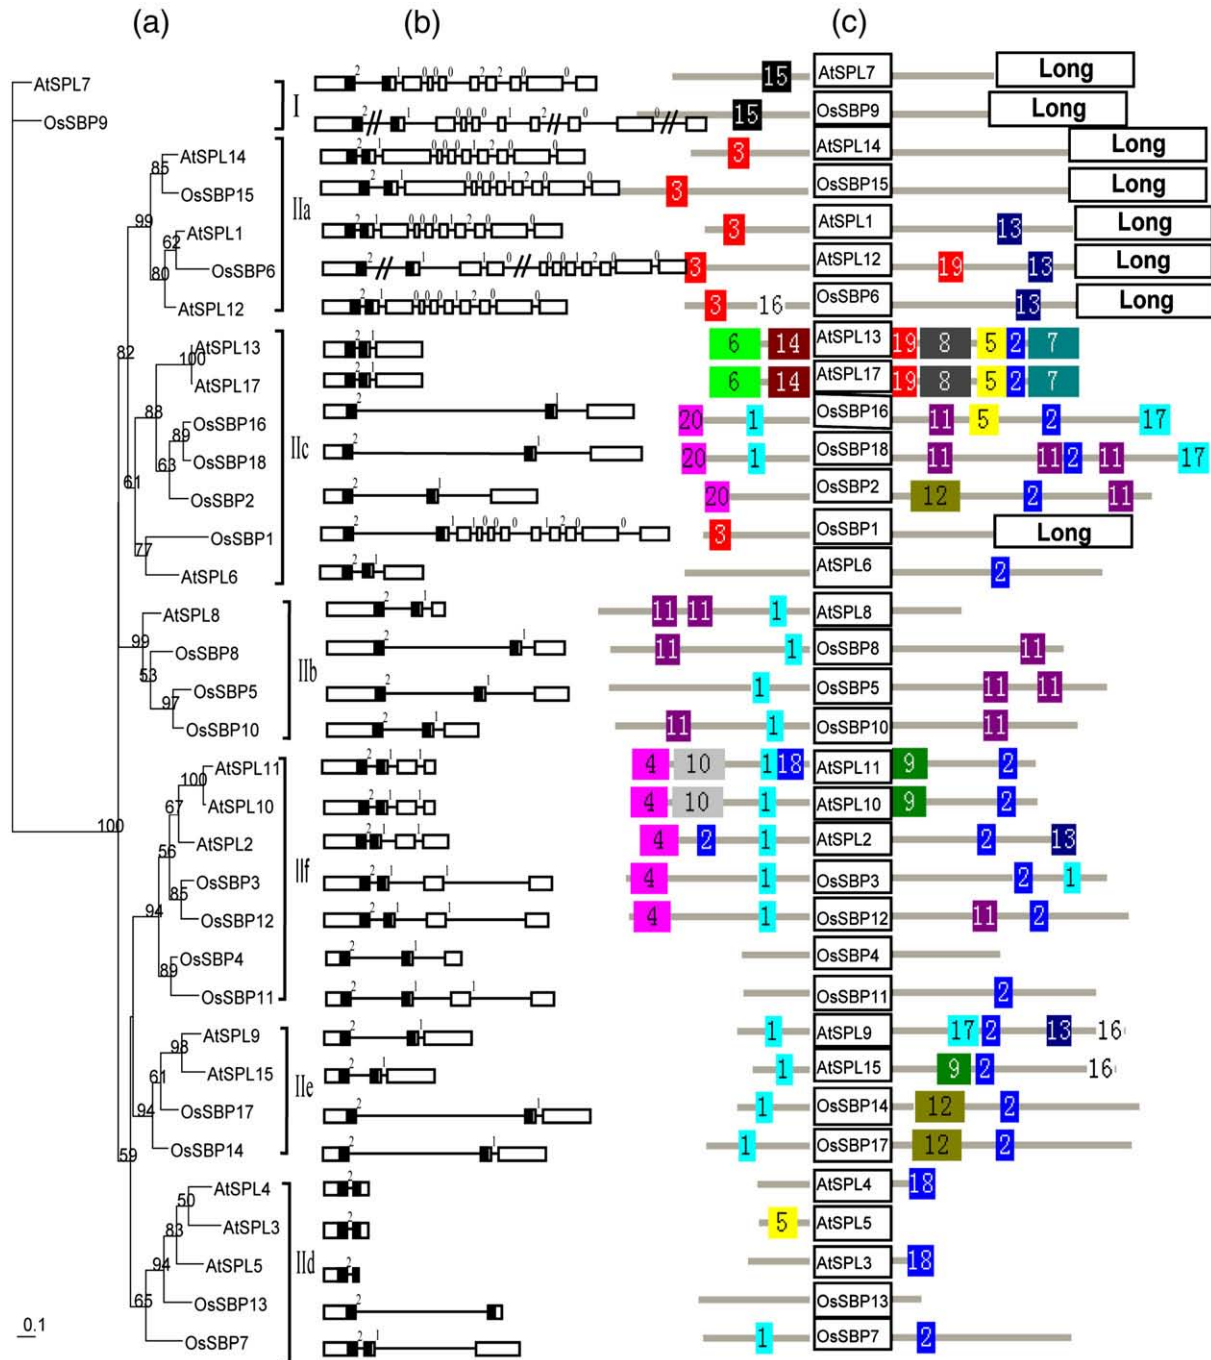 (a) (b) (c)
AtSPL7
OsSBP9
AtSPL14
OsSBP15
AtSPL1
OsSBP6
AtSPL12
AtSPL13
AtSPL17
OsSBP16
OsSBP18
OsSBP2
OsSBP1
AtSPL6
AtSPL8
OsSBP8
OsSBP5
OsSBP10
AtSPL11
AtSPL10
AtSPL2
OsSBP3
OsSBP12
OsSBP4
OsSBP11
AtSPL9
AtSPL15
OsSBP17
OsSBP14
AtSPL4
AtSPL3
AtSPL5
OsSBP13
OsSBP7
85
99
62
80
82
100
88
89
63
61
77
99
53
97
100
100
67
56
85
94
89
98
61
94
59
50
83
94
65
0.1
I
IIa
IIc
IIb
IIf
IIe
IId
15 AtSPL7 Long
15 OsSBP9 Long
3 AtSPL14 Long
3 OsSBP15 Long
3 AtSPL1 13 Long
3 AtSPL12 19 13 Long
3 16 OsSBP6 13 Long
6 14 AtSPL13 19 8 5 2 7
6 14 AtSPL17 19 8 5 2 7
20 1 OsSBP16 11 5 2 17
20 1 OsSBP18 11 11 2 11 17
20 OsSBP2 12 2 11
3 OsSBP1 Long
AtSPL6 2
11 11 1 AtSPL8
11 1 OsSBP8 11
1 OsSBP5 11 11
11 1 OsSBP10 11
4 10 1 18 AtSPL11 9 2
4 10 1 AtSPL10 9 2
4 2 1 AtSPL2 2 13
4 1 OsSBP3 2 1
4 1 OsSBP12 11 2
OsSBP4
OsSBP11 2
1 AtSPL9 17 2 13 16
1 AtSPL15 9 2 16
1 OsSBP14 12 2
1 OsSBP17 12 2
AtSPL4 18
5 AtSPL5
AtSPL3 18
OsSBP13
1 OsSBP7 2